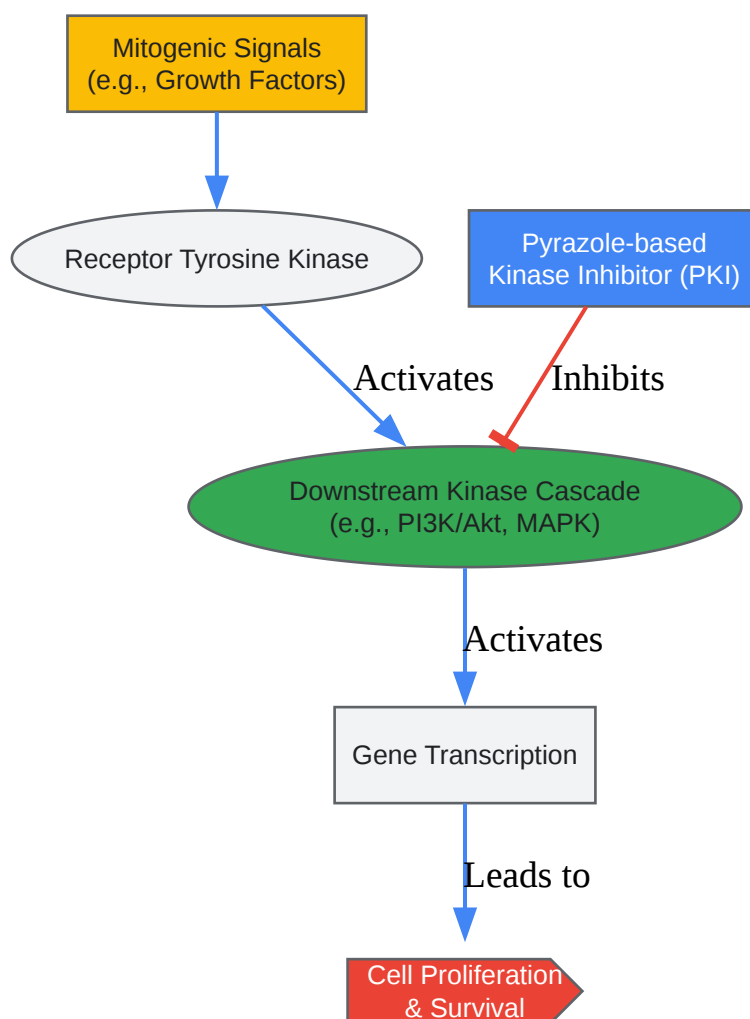 Mitogenic Signals
(e.g., Growth Factors)
Receptor Tyrosine Kinase
Pyrazole-based
Kinase Inhibitor (PKI)
Activates
Inhibits
Downstream Kinase Cascade
(e.g., PI3K/Akt, MAPK)
Activates
Gene Transcription
Leads to
Cell Proliferation
& Survival